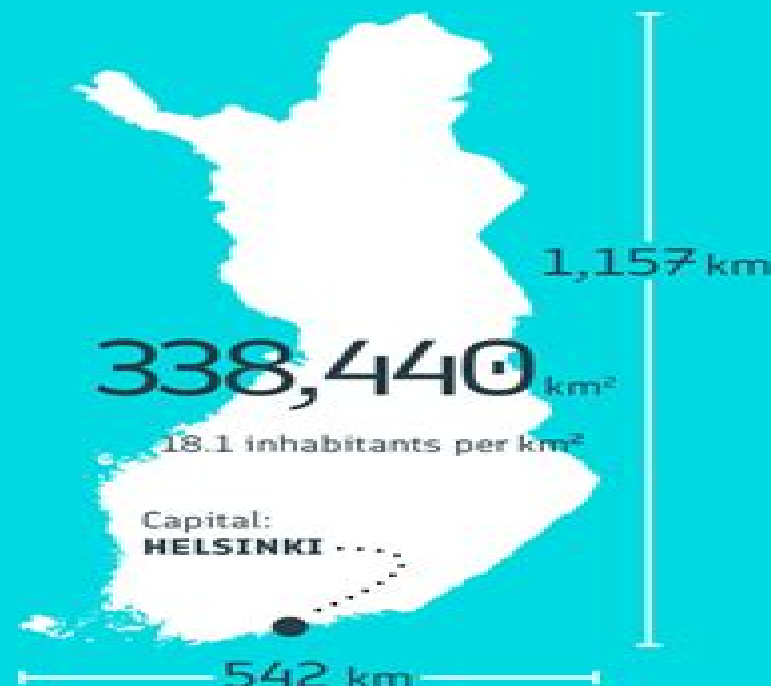 1,157 km
338,440 km²
18.1 inhabitants per km²
Capital:
HELSINKI
542 km